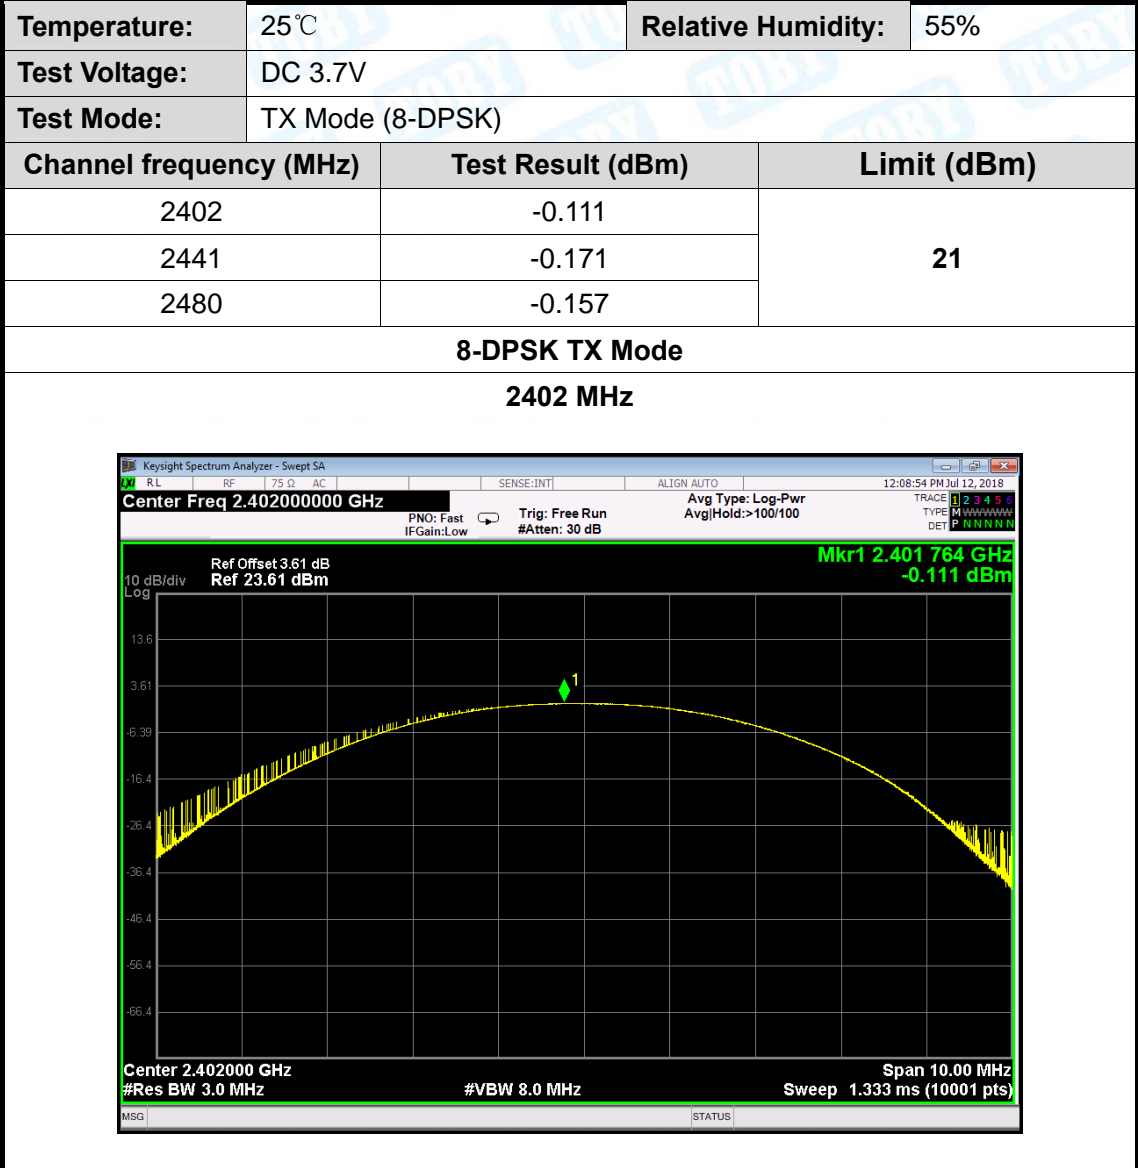 Temperature: 25℃ Relative Humidity: 55%
Test Voltage: DC 3.7V
Test Mode: TX Mode (8-DPSK)
Channel frequency (MHz) Test Result (dBm) Limit (dBm)
2402 -0.111
2441 -0.171 21
2480 -0.157
8-DPSK TX Mode
2402 MHz
Keysight Spectrum Analyzer - Swept SA
LXI RL RF 75 Ω AC SENSE:INT ALIGN AUTO 12:08:54 PM Jul 12, 2018
Center Freq 2.402000000 GHz
PNO: Fast
IFGain:Low
Trig: Free Run
#Atten: 30 dB
Avg Type: Log-Pwr
Avg|Hold:>100/100
TRACE 1 2 3 4 5 6
TYPE M WWWWW
DET P N N N N N
Mkr1 2.401 764 GHz
-0.111 dBm
Ref Offset 3.61 dB
10 dB/div Ref 23.61 dBm
Log
13.6
1
3.61
-6.39
-16.4
-26.4
-36.4
-46.4
-56.4
-66.4
Center 2.402000 GHz Span 10.00 MHz
#Res BW 3.0 MHz #VBW 8.0 MHz Sweep 1.333 ms (10001 pts)
MSG STATUS
TOBY
TOBY
TOBY
TOBY